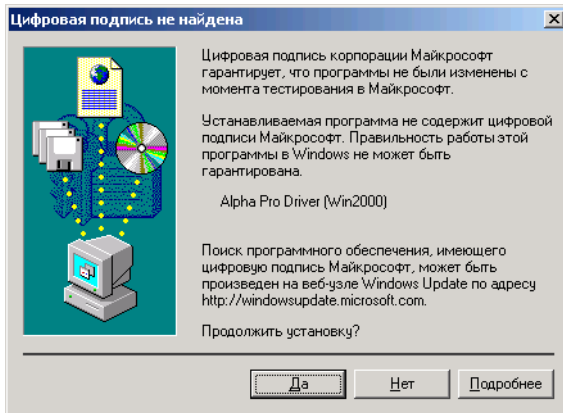 Цифровая подпись не найдена
Цифровая подпись корпорации Майкрософт
гарантирует, что программы не были изменены с
момента тестирования в Майкрософт.
Устанавливаемая программа не содержит цифровой
подписи Майкрософт. Правильность работы этой
программы в Windows не может быть
гарантирована.
Alpha Pro Driver (Win2000)
Поиск программного обеспечения, имеющего
цифровую подпись Майкрософт, может быть
произведен на веб-узле Windows Update по адресу
http://windowsupdate.microsoft.com.
Продолжить установку?
Да
Нет
Подробнее